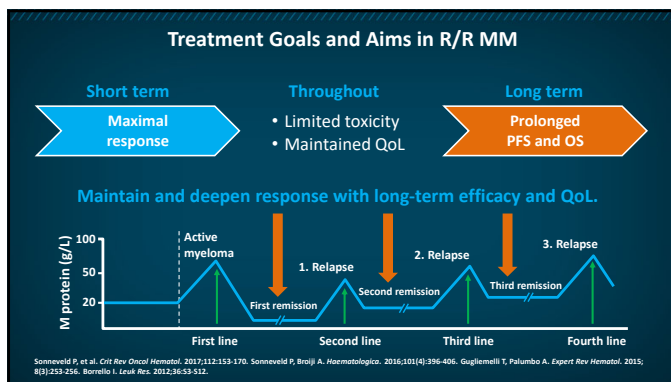 Treatment Goals and Aims in R/R MM
Short term
Maximal
response
Throughout
• Limited toxicity
• Maintained QoL
Long term
Prolonged
PFS and OS
Maintain and deepen response with long-term efficacy and QoL.
M protein (g/L)
100
50
20
Active
myeloma
1. Relapse
2. Relapse
3. Relapse
First remission
Second remission
Third remission
First line
Second line
Third line
Fourth line
Sonneveld P, et al. Crit Rev Oncol Hematol. 2017;112:153-170. Sonneveld P, Broiji A. Haematologica. 2016;101(4):396-406. Gugliemelli T, Palumbo A. Expert Rev Hematol. 2015;
8(3):253-256. Borrello I. Leuk Res. 2012;36:S3-S12.